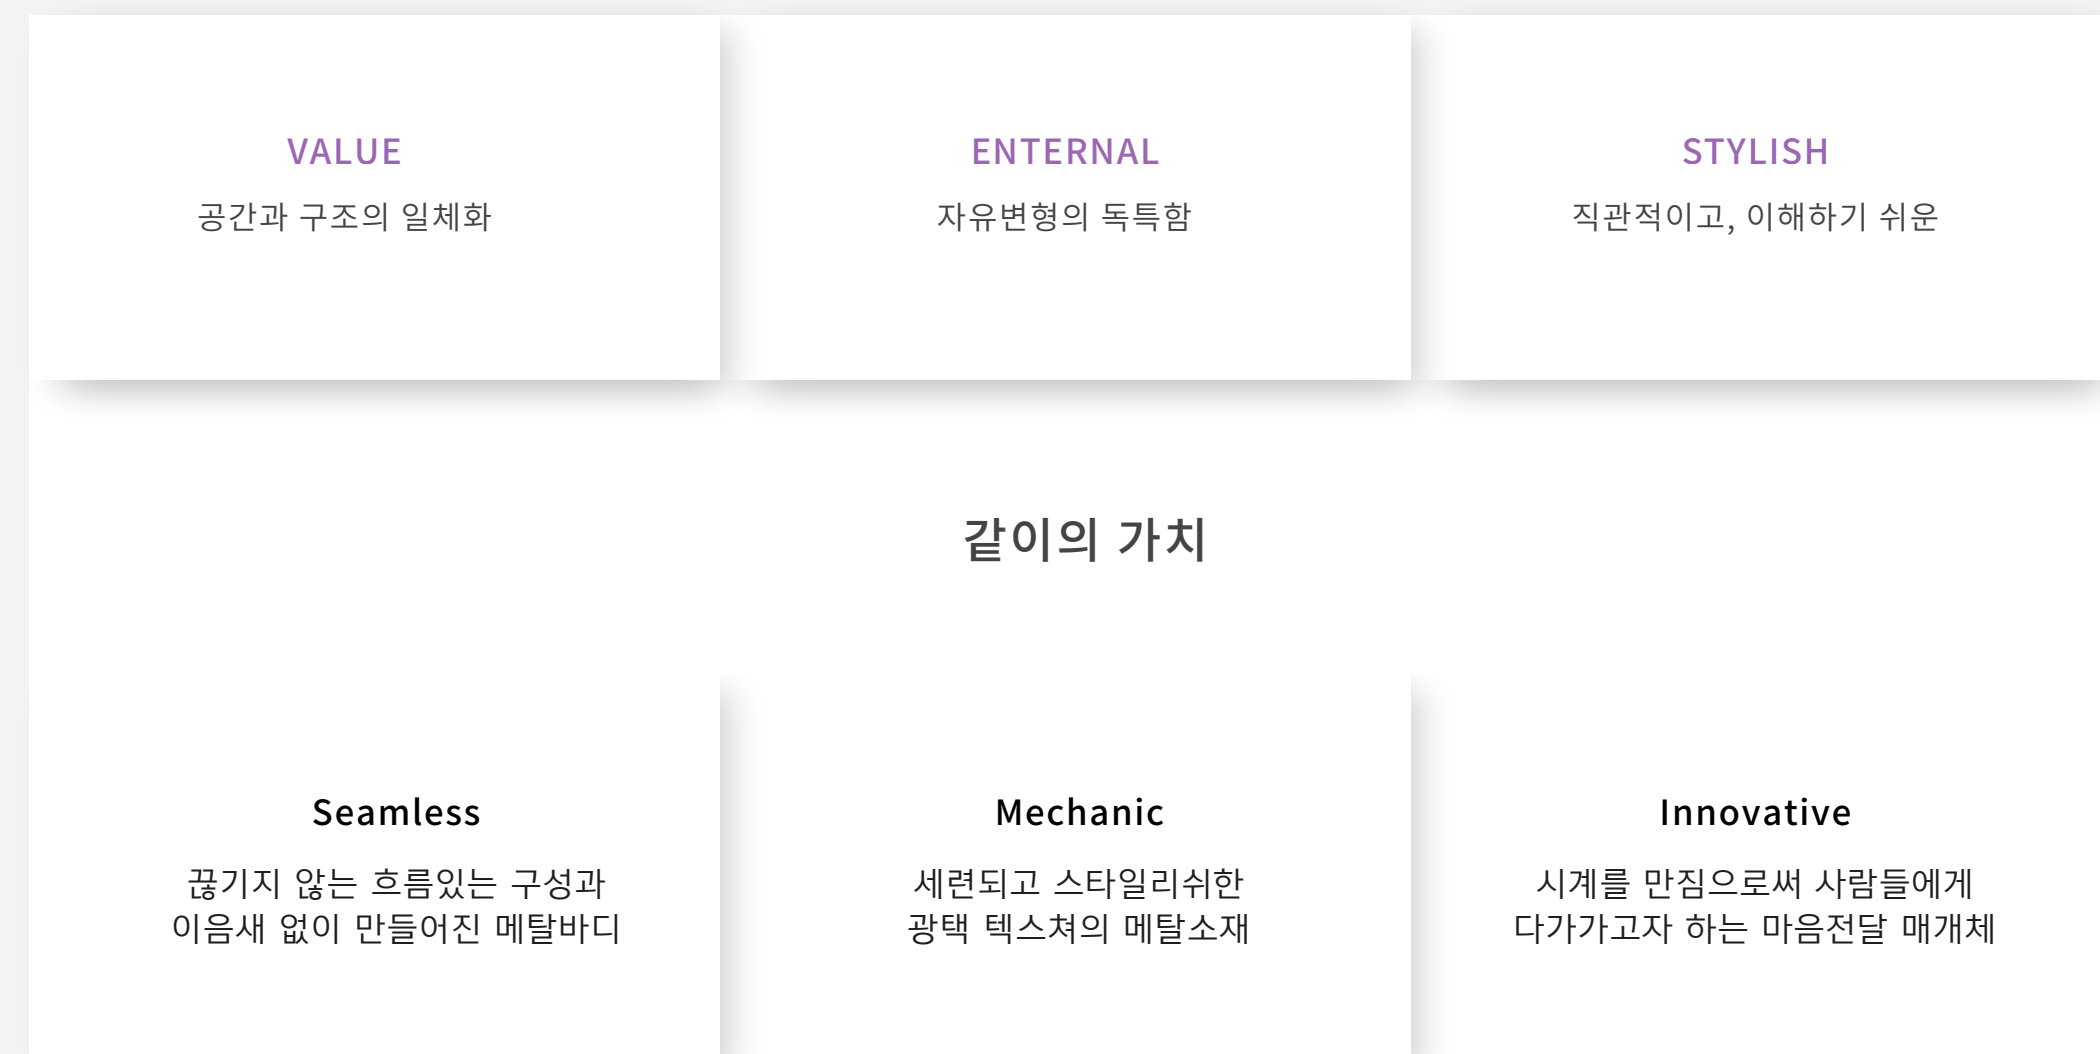 VALUE
공간과 구조의 일체화
ENTERNAL
자유변형의 독특함
STYLISH
직관적이고, 이해하기 쉬운
같이의 가치
Seamless
끊기지 않는 흐름있는 구성과
이음새 없이 만들어진 메탈바디
Mechanic
세련되고 스타일리쉬한
광택 텍스쳐의 메탈소재
Innovative
시계를 만짐으로써 사람들에게
다가가고자 하는 마음전달 매개체